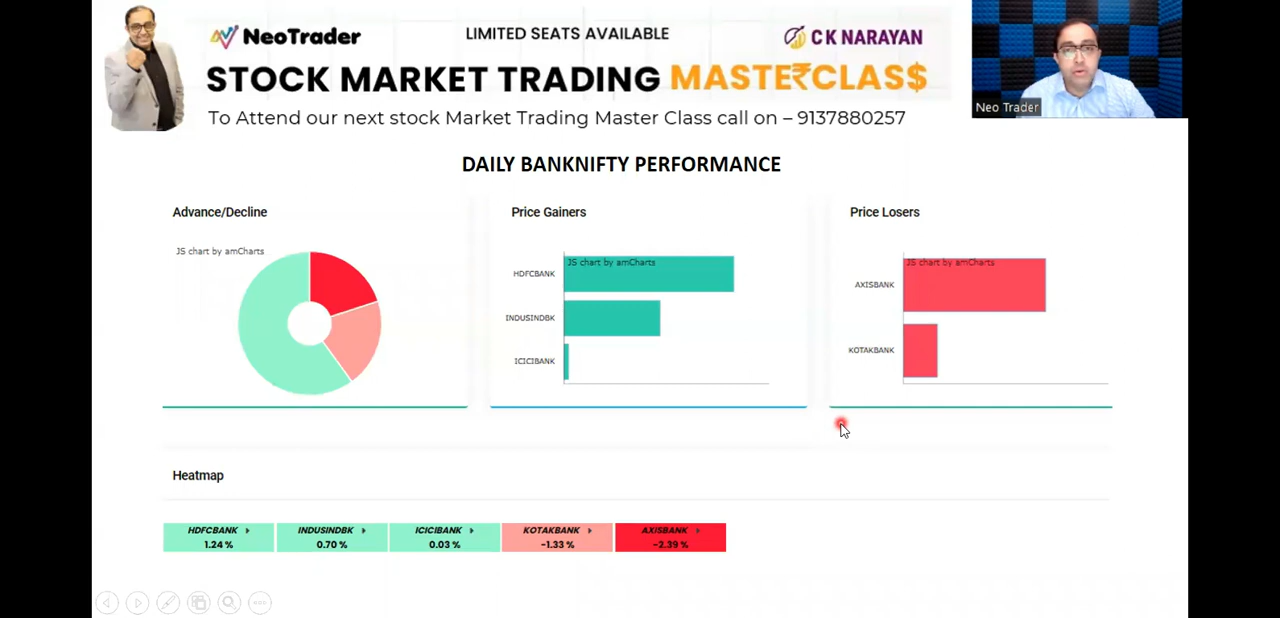 NeoTrader
LIMITED SEATS AVAILABLE
C K NARAYAN
STOCK MARKET TRADING MASTE₹CLAS$
To Attend our next stock Market Trading Master Class call on – 9137880257
Neo Trader
DAILY BANKNIFTY PERFORMANCE
Advance/Decline
JS chart by amCharts
Price Gainers
JS chart by amCharts
HDFCBANK
INDUSINDBK
ICICIBANK
Price Losers
JS chart by amCharts
AXISBANK
KOTAKBANK
Heatmap
HDFCBANK
1.24 %
INDUSINDBK
0.70 %
ICICIBANK
0.03 %
KOTAKBANK
-1.33 %
AXISBANK
-2.39 %